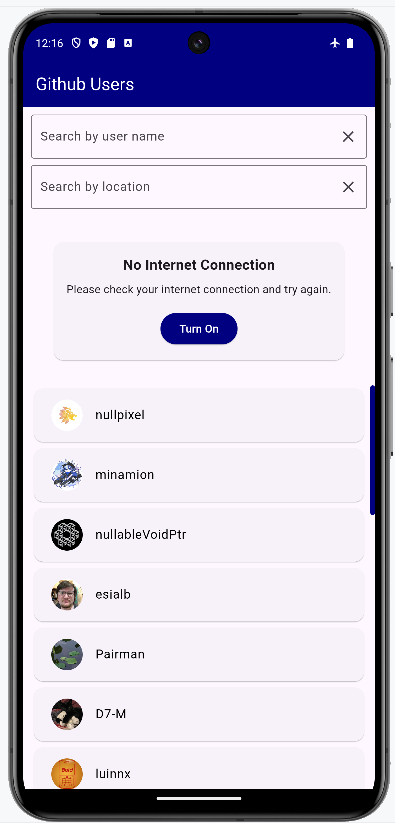 12:16
Github Users
Search by user name
Search by location
No Internet Connection
Please check your internet connection and try again.
Turn On
nullpixel
minamion
nullableVoidPtr
esialb
Pairman
D7-M
luinnx